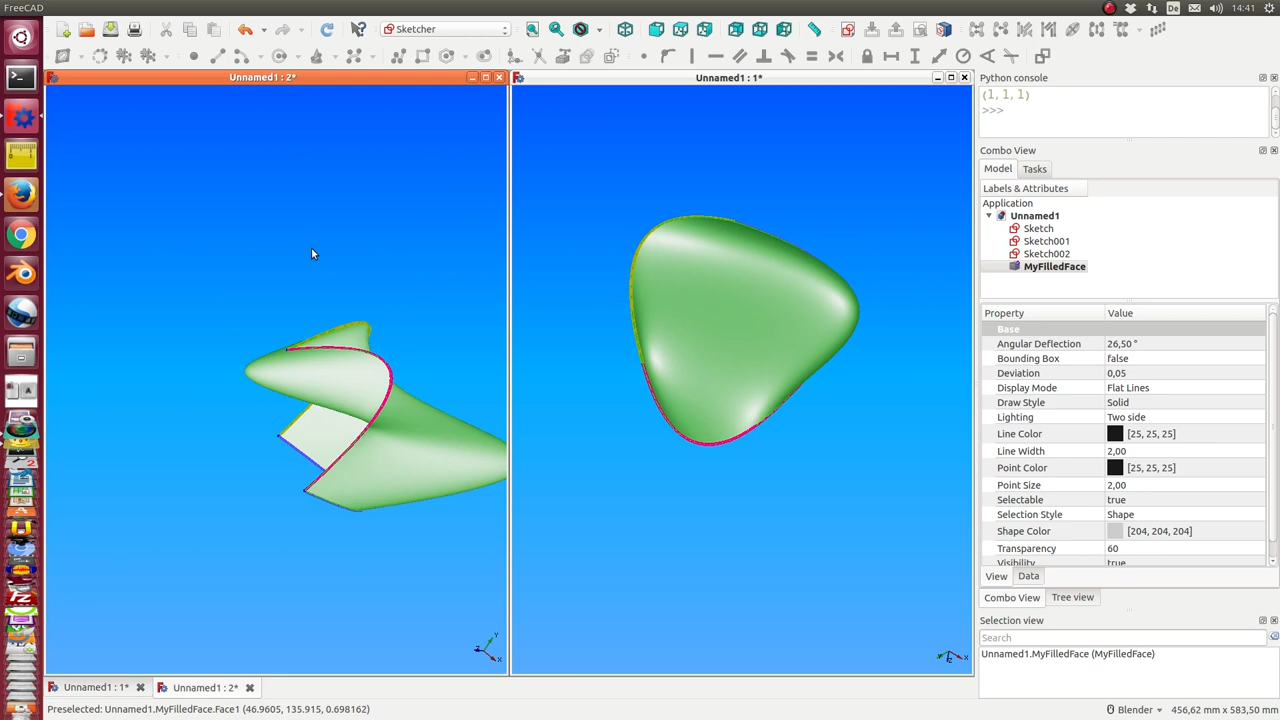 FreeCAD
De
14:41
Sketcher
Unnamed1 : 2*
Unnamed1 : 1*
Python console
(1, 1, 1)
>>>
Combo View
Model
Tasks
Labels & Attributes
Application
Unnamed1
Sketch
Sketch001
Sketch002
MyFilledFace
Property
Value
Base
Angular Deflection
26,50 °
Bounding Box
false
Deviation
0,05
Display Mode
Flat Lines
Draw Style
Solid
Lighting
Two side
Line Color
[25, 25, 25]
Line Width
2,00
Point Color
[25, 25, 25]
Point Size
2,00
Selectable
true
Selection Style
Shape
Shape Color
[204, 204, 204]
Transparency
60
Visibility
true
View
Data
Combo View
Tree view
Selection view
Search
Unnamed1.MyFilledFace (MyFilledFace)
Y
X
Z
X
Unnamed1 : 1*
Unnamed1 : 2*
Preselected: Unnamed1.MyFilledFace.Face1 (46.9605, 135.915, 0.698162)
Blender
456,62 mm x 583,50 mm